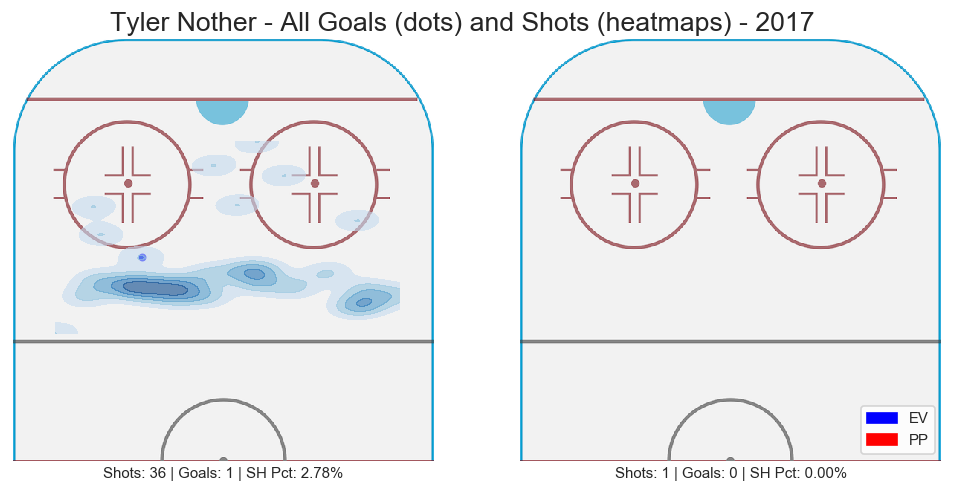 Tyler Nother - All Goals (dots) and Shots (heatmaps) - 2017
EV
PP
Shots: 36 | Goals: 1 | SH Pct: 2.78%
Shots: 1 | Goals: 0 | SH Pct: 0.00%